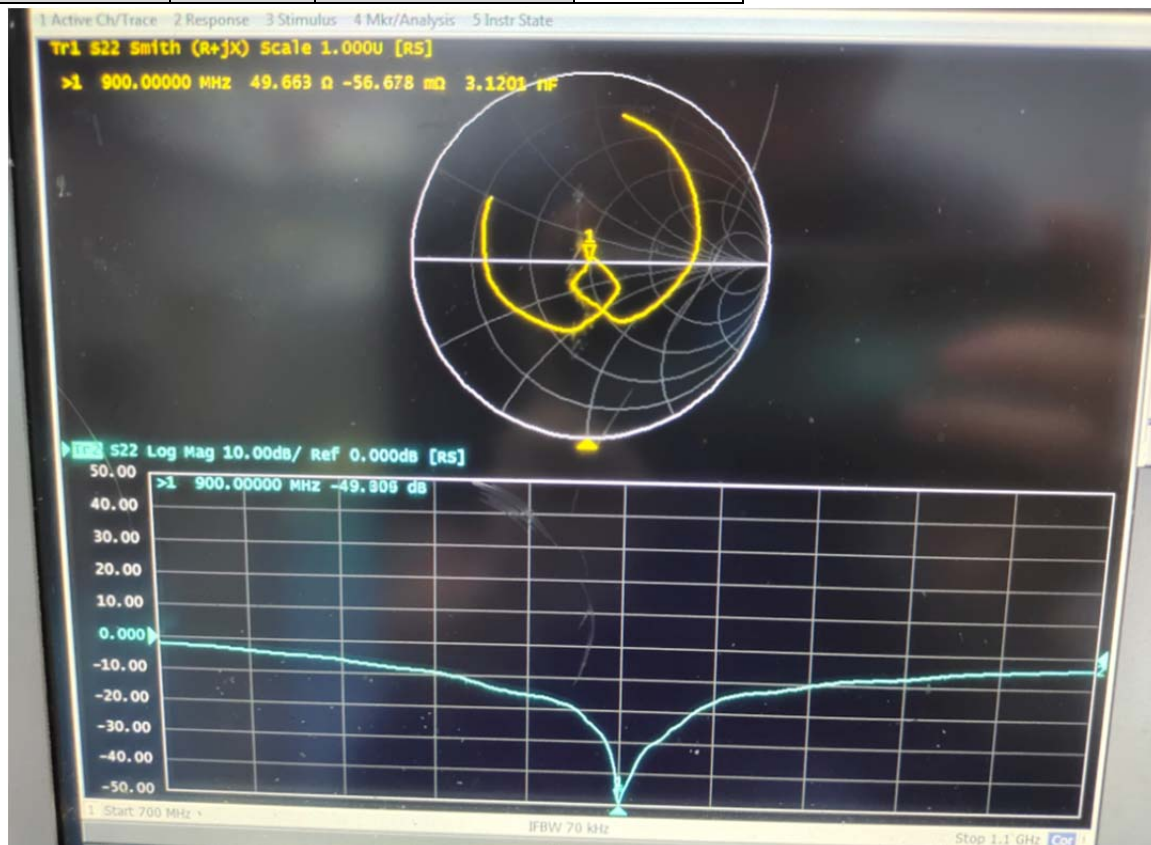 1 Active Ch/Trace 2 Response 3 Stimulus 4 Mkr/Analysis 5 Instr State
Tr1 S22 Smith (R+jX) Scale 1.000U [RS]
>1 900.00000 MHz 49.663 Ω -56.678 mΩ 3.1201 nF
1
Tr2 S22 Log Mag 10.00dB/ Ref 0.000dB [RS]
50.00
>1 900.00000 MHz -49.309 dB
40.00
30.00
20.00
10.00
0.000
-10.00
-20.00
-30.00
-40.00
-50.00
1 Start 700 MHz
IFBW 70 kHz
Stop 1.1 GHz Cor